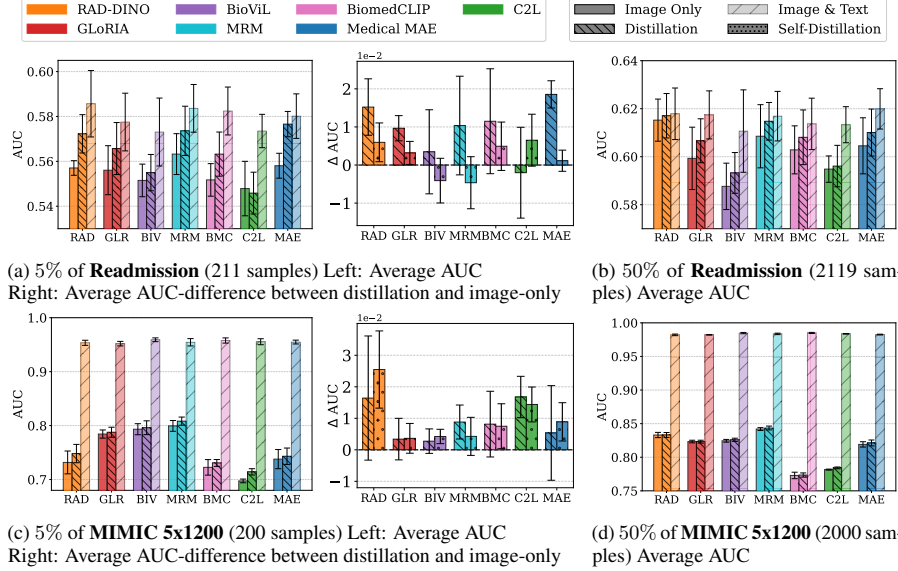 RAD-DINO BioViL BiomedCLIP C2L
GLoRIA MRM Medical MAE
Image Only Image & Text
Distillation Self-Distillation
AUC
0.60
0.58
0.56
0.54
RAD GLR BIV MRM BMC C2L MAE
1e−2
Δ AUC
2
1
0
−1
RAD GLR BIV MRM BMC C2L MAE
AUC
0.64
0.62
0.60
0.58
RAD GLR BIV MRM BMC C2L MAE
(a) 5% of Readmission (211 samples) Left: Average AUC
Right: Average AUC-difference between distillation and image-only
(b) 50% of Readmission (2119 sam-
ples) Average AUC
AUC
1.0
0.9
0.8
0.7
RAD GLR BIV MRM BMC C2L MAE
1e−2
Δ AUC
3
2
1
0
−1
RAD GLR BIV MRM BMC C2L MAE
AUC
1.00
0.95
0.90
0.85
0.80
0.75
RAD GLR BIV MRM BMC C2L MAE
(c) 5% of MIMIC 5x1200 (200 samples) Left: Average AUC
Right: Average AUC-difference between distillation and image-only
(d) 50% of MIMIC 5x1200 (2000 sam-
ples) Average AUC